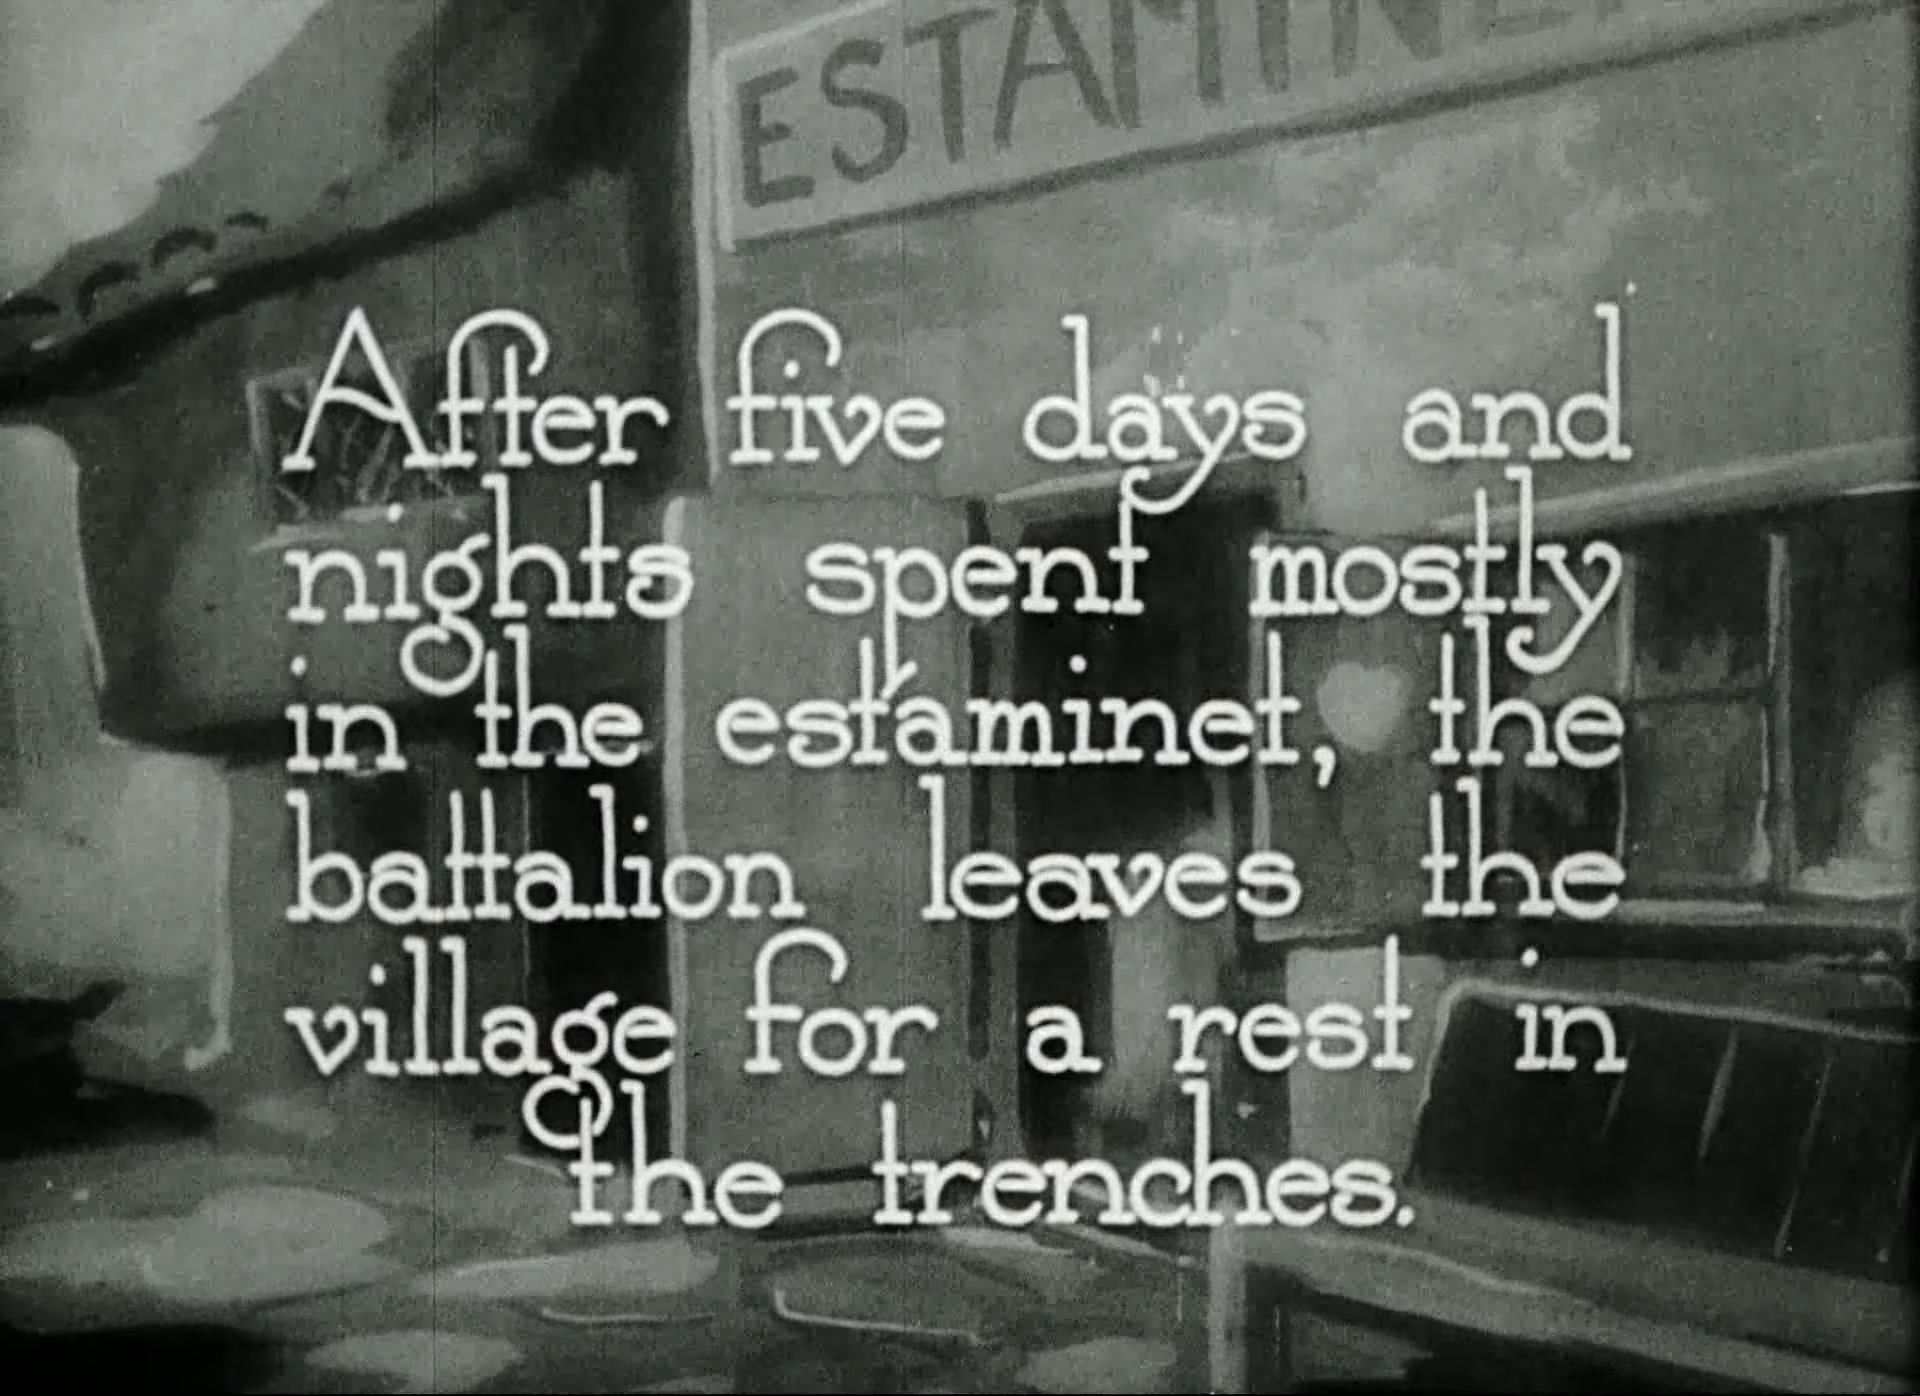 ESTAMINE
After five days and
nights spent mostly
in the estaminet, the
battalion leaves the
village for a rest in
the trenches.